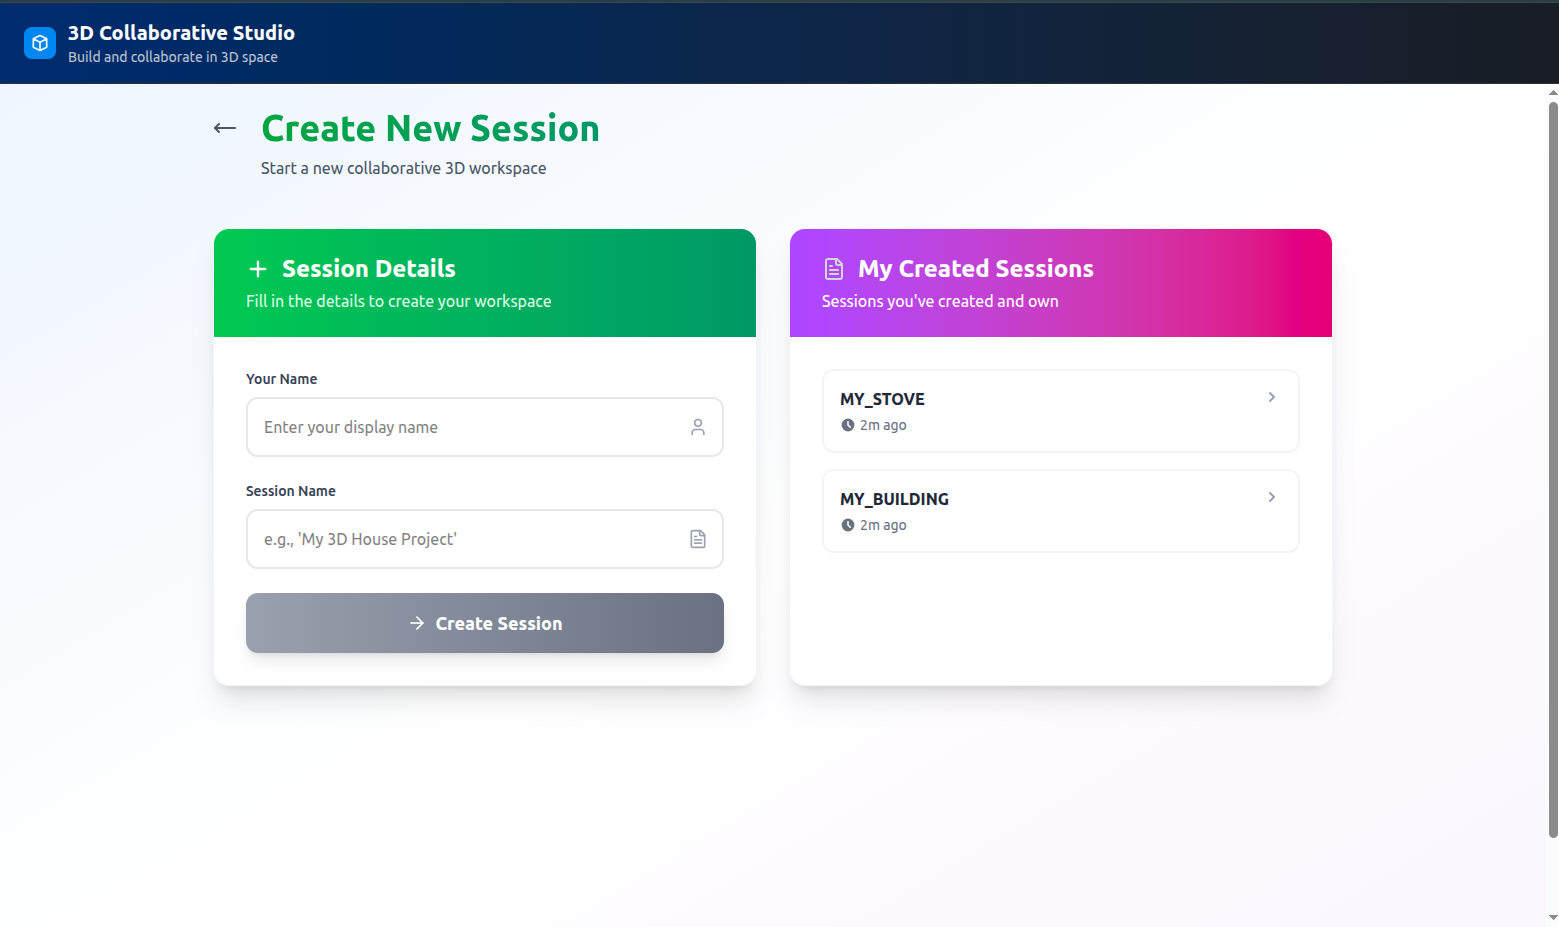 3D Collaborative Studio
Build and collaborate in 3D space
Create New Session
Start a new collaborative 3D workspace
Session Details
Fill in the details to create your workspace
Your Name
Enter your display name
Session Name
e.g., 'My 3D House Project'
Create Session
My Created Sessions
Sessions you've created and own
MY_STOVE
2m ago
MY_BUILDING
2m ago